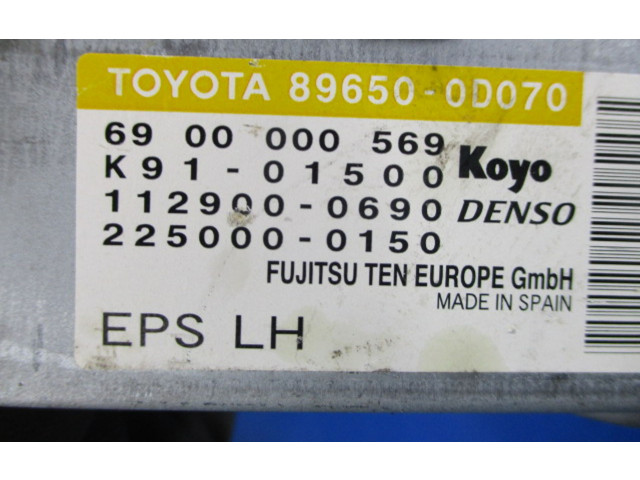 TOYOTA 89650-0D070
69 00 000 569
K91-01500 Koyo
112900-0690 DENSO
225000-0150
FUJITSU TEN EUROPE GmbH
MADE IN SPAIN
EPS LH